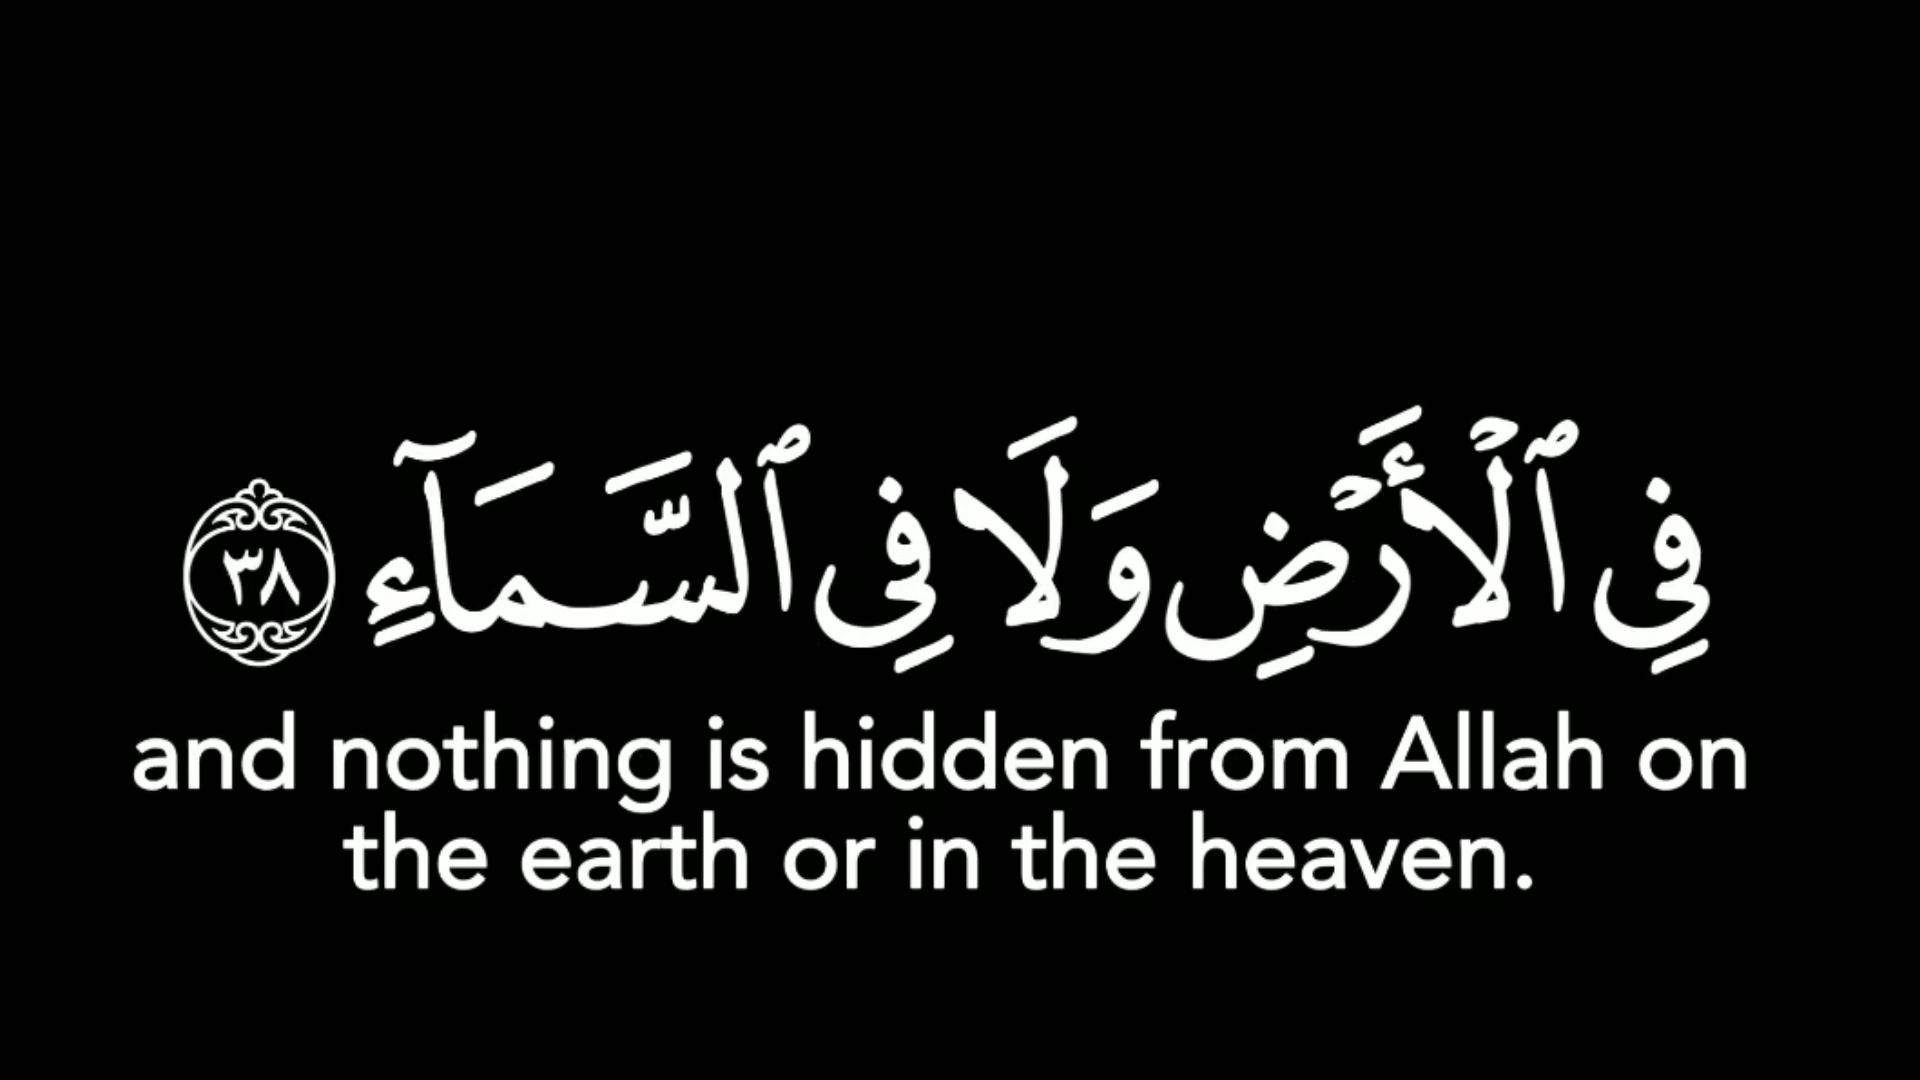 فِي ٱلۡأَرۡضِ وَلَا فِي ٱلسَّمَآءِ ٣٨
and nothing is hidden from Allah on
the earth or in the heaven.